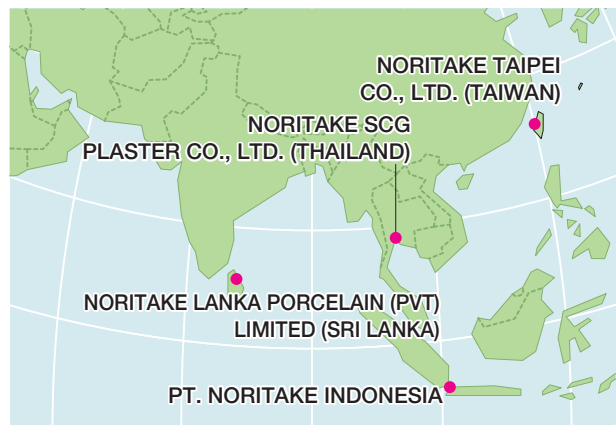 NORITAKE TAIPEI
CO., LTD. (TAIWAN)
NORITAKE SCG
PLASTER CO., LTD. (THAILAND)
NORITAKE LANKA PORCELAIN (PVT)
LIMITED (SRI LANKA)
PT. NORITAKE INDONESIA